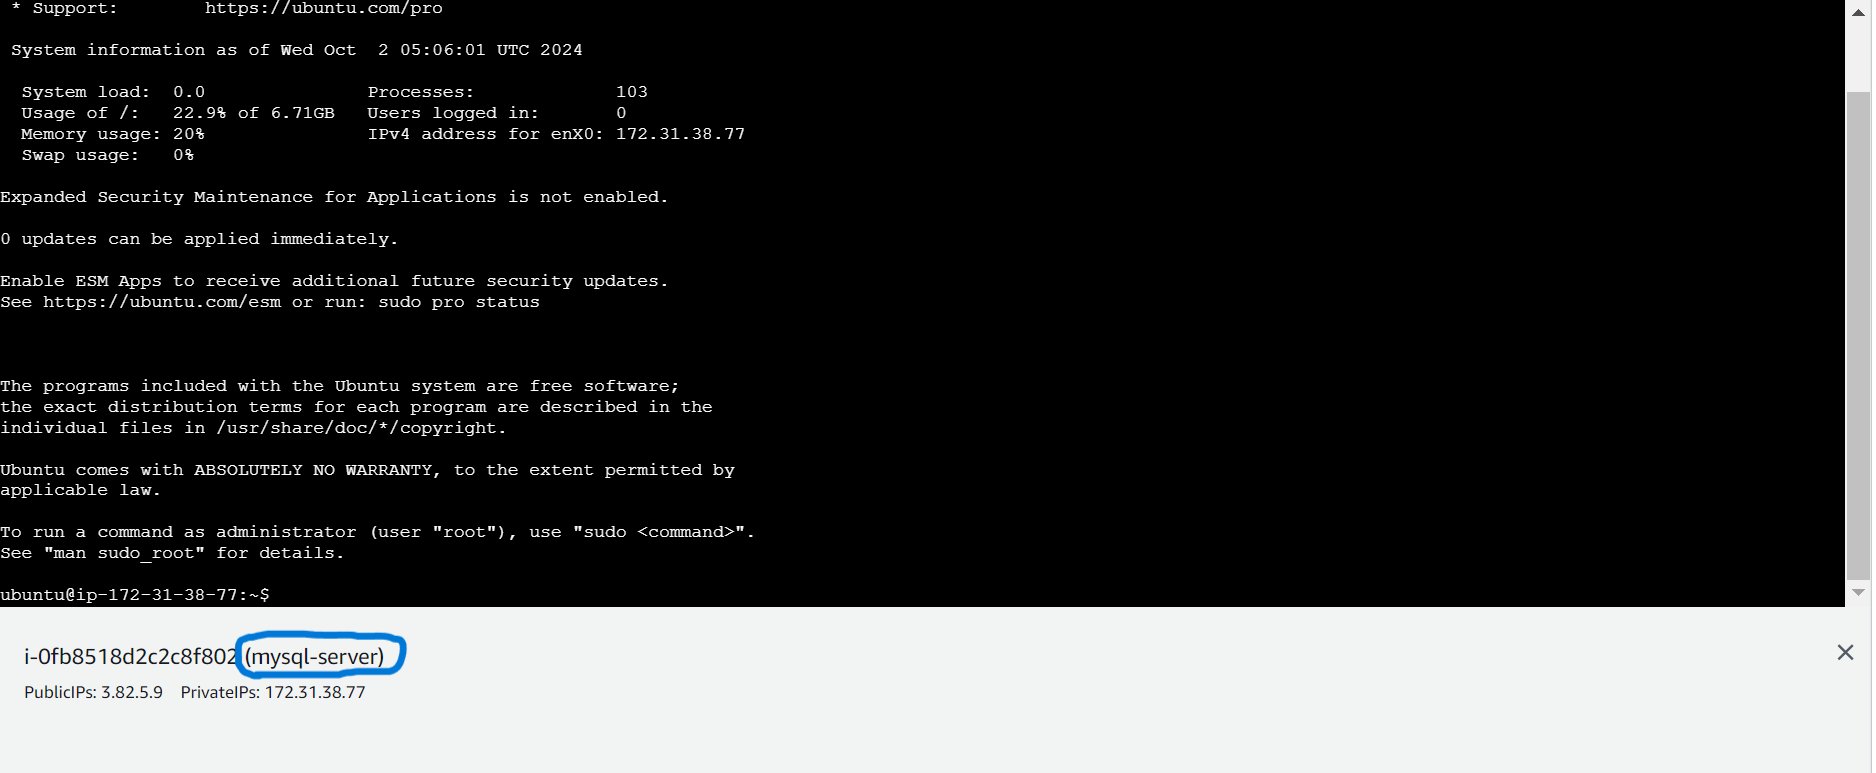 * Support:        https://ubuntu.com/pro
System information as of Wed Oct  2 05:06:01 UTC 2024
System load:  0.0               Processes:             103
Usage of /:   22.9% of 6.71GB   Users logged in:       0
Memory usage: 20%               IPv4 address for enX0: 172.31.38.77
Swap usage:   0%
Expanded Security Maintenance for Applications is not enabled.
0 updates can be applied immediately.
Enable ESM Apps to receive additional future security updates.
See https://ubuntu.com/esm or run: sudo pro status
The programs included with the Ubuntu system are free software;
the exact distribution terms for each program are described in the
individual files in /usr/share/doc/*/copyright.
Ubuntu comes with ABSOLUTELY NO WARRANTY, to the extent permitted by
applicable law.
To run a command as administrator (user "root"), use "sudo <command>".
See "man sudo_root" for details.
ubuntu@ip-172-31-38-77:~$
i-0fb8518d2c2c8f802 (mysql-server)
PublicIPs: 3.82.5.9    PrivateIPs: 172.31.38.77